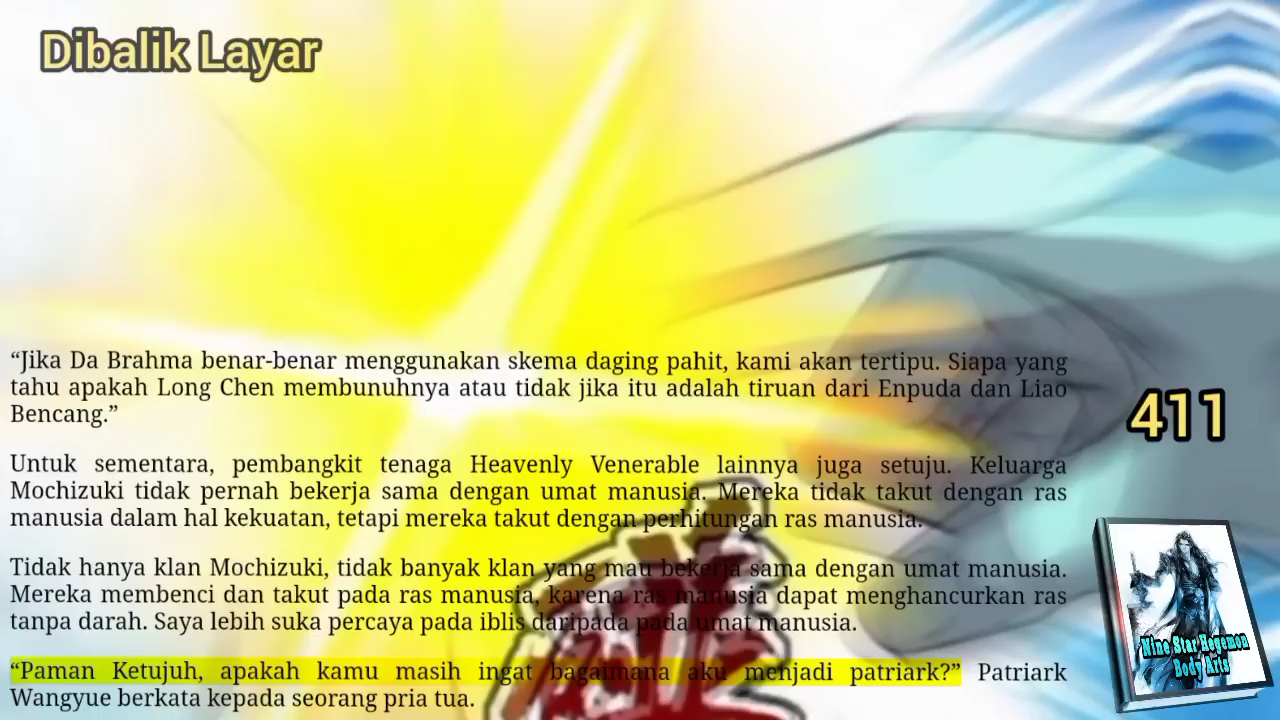 Dibalik Layar
“Jika Da Brahma benar-benar menggunakan skema daging pahit, kami akan tertipu. Siapa yang
tahu apakah Long Chen membunuhnya atau tidak jika itu adalah tiruan dari Enpuda dan Liao
Bencang.”
411
Untuk sementara, pembangkit tenaga Heavenly Venerable lainnya juga setuju. Keluarga
Mochizuki tidak pernah bekerja sama dengan umat manusia. Mereka tidak takut dengan ras
manusia dalam hal kekuatan, tetapi mereka takut dengan perhitungan ras manusia.
Tidak hanya klan Mochizuki, tidak banyak klan yang mau bekerja sama dengan umat manusia.
Mereka membenci dan takut pada ras manusia, karena ras manusia dapat menghancurkan ras
tanpa darah. Saya lebih suka percaya pada iblis daripada pada umat manusia.
“Paman Ketujuh, apakah kamu masih ingat bagaimana aku menjadi patriark?” Patriark
Wangyue berkata kepada seorang pria tua.
Nine Star Hegemon
Body Arts